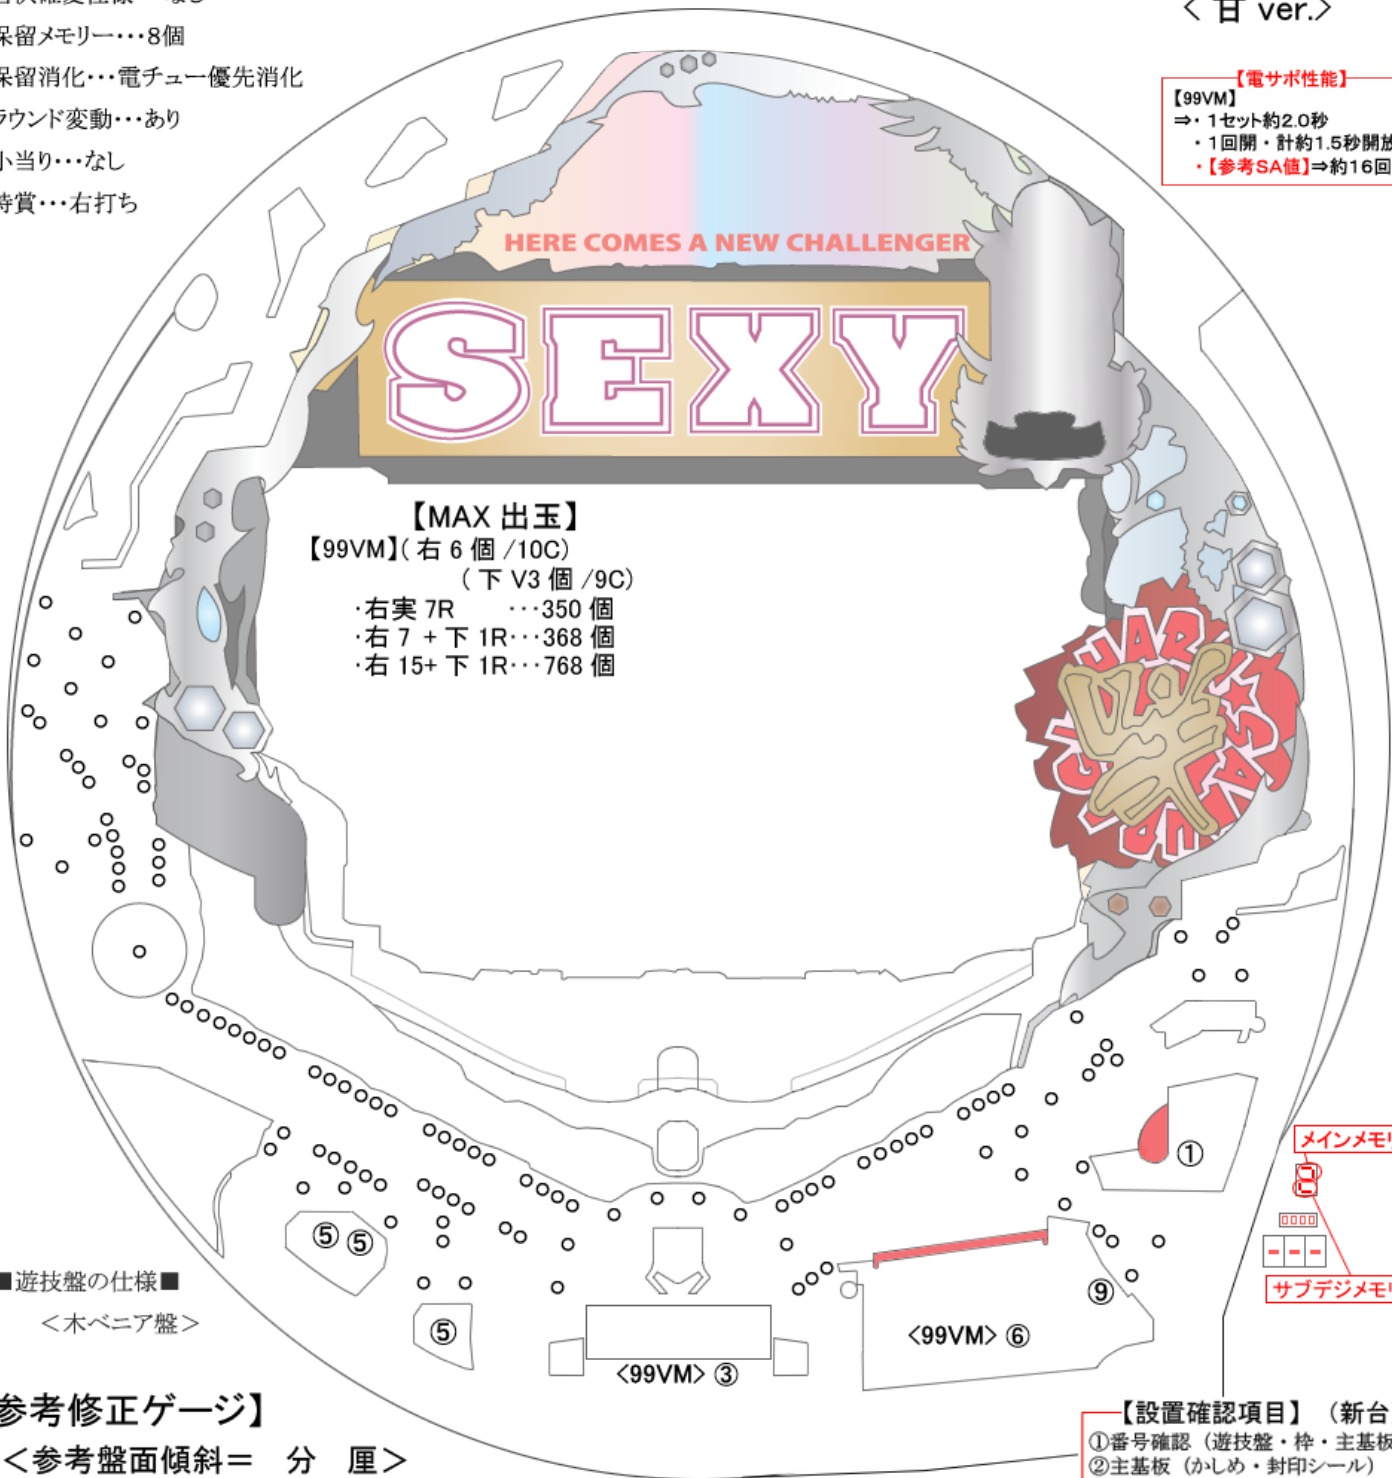 保留メモリー・・・8個
保留消化・・・電チュー優先消化
ラウンド変動・・・あり
小当り・・・なし
特賞・・・右打ち
< 甘 ver.>
【電サポ性能】
【99VM】
⇒・1セット約2.0秒
・1回開・計約1.5秒開放
・【参考SA値】⇒約16回
HERE COMES A NEW CHALLENGER
SEXY
【MAX 出玉】
【99VM】( 右 6 個 /10C)
( 下 V3 個 /9C)
・右実 7R ・・・350 個
・右 7 + 下 1R・・・368 個
・右 15+ 下 1R・・・768 個
①
メインメモリ
サブデジメモリ
⑤ ⑤
⑤
⑨
<99VM> ⑥
<99VM> ③
■遊技盤の仕様■
<木ベニア盤>
参考修正ゲージ】
<参考盤面傾斜= 分 厘>
【設置確認項目】 (新台
①番号確認 (遊技盤・枠・主基板
②主基板 (かしめ・封印シール)